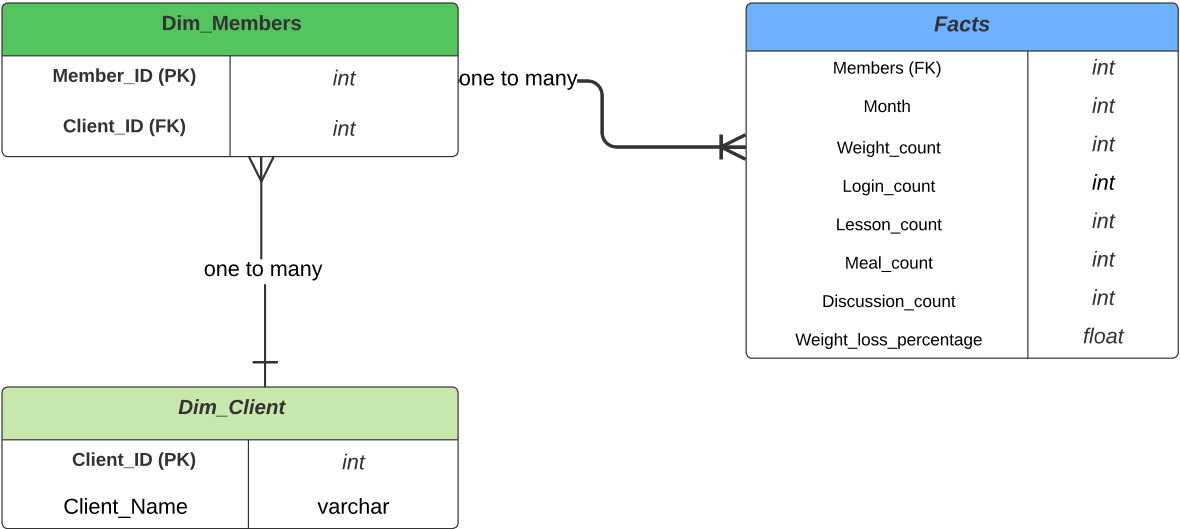 Dim_Members
Member_ID (PK) int
Client_ID (FK) int
one to many
Facts
Members (FK) int
Month int
Weight_count int
Login_count int
Lesson_count int
Meal_count int
Discussion_count int
Weight_loss_percentage float
one to many
Dim_Client
Client_ID (PK) int
Client_Name varchar